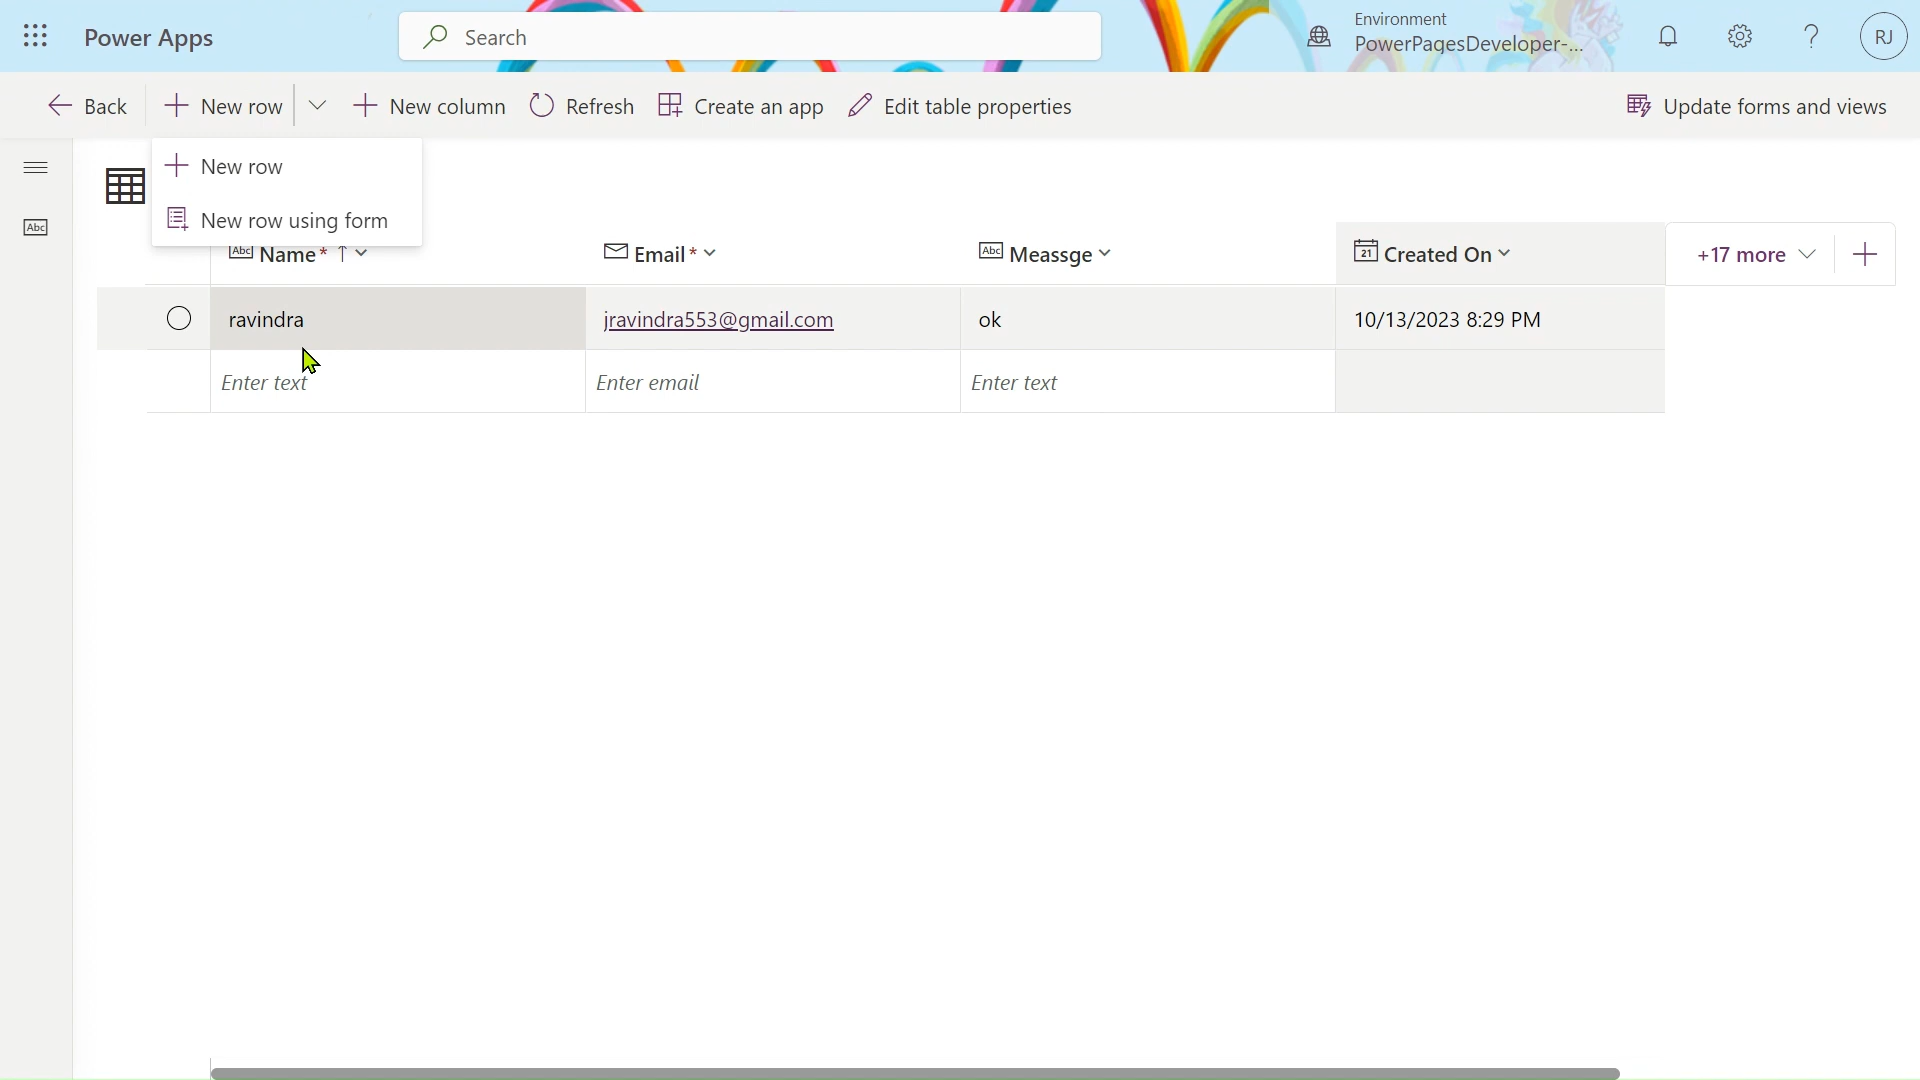 Power Apps
Search
Environment
PowerPagesDeveloper-...
RJ
Back
New row
New column
Refresh
Create an app
Edit table properties
Update forms and views
New row
New row using form
Abc
Abc Name* ↑
Email*
Abc Meassge
21 Created On
+17 more
ravindra
jravindra553@gmail.com
ok
10/13/2023 8:29 PM
Enter text
Enter email
Enter text